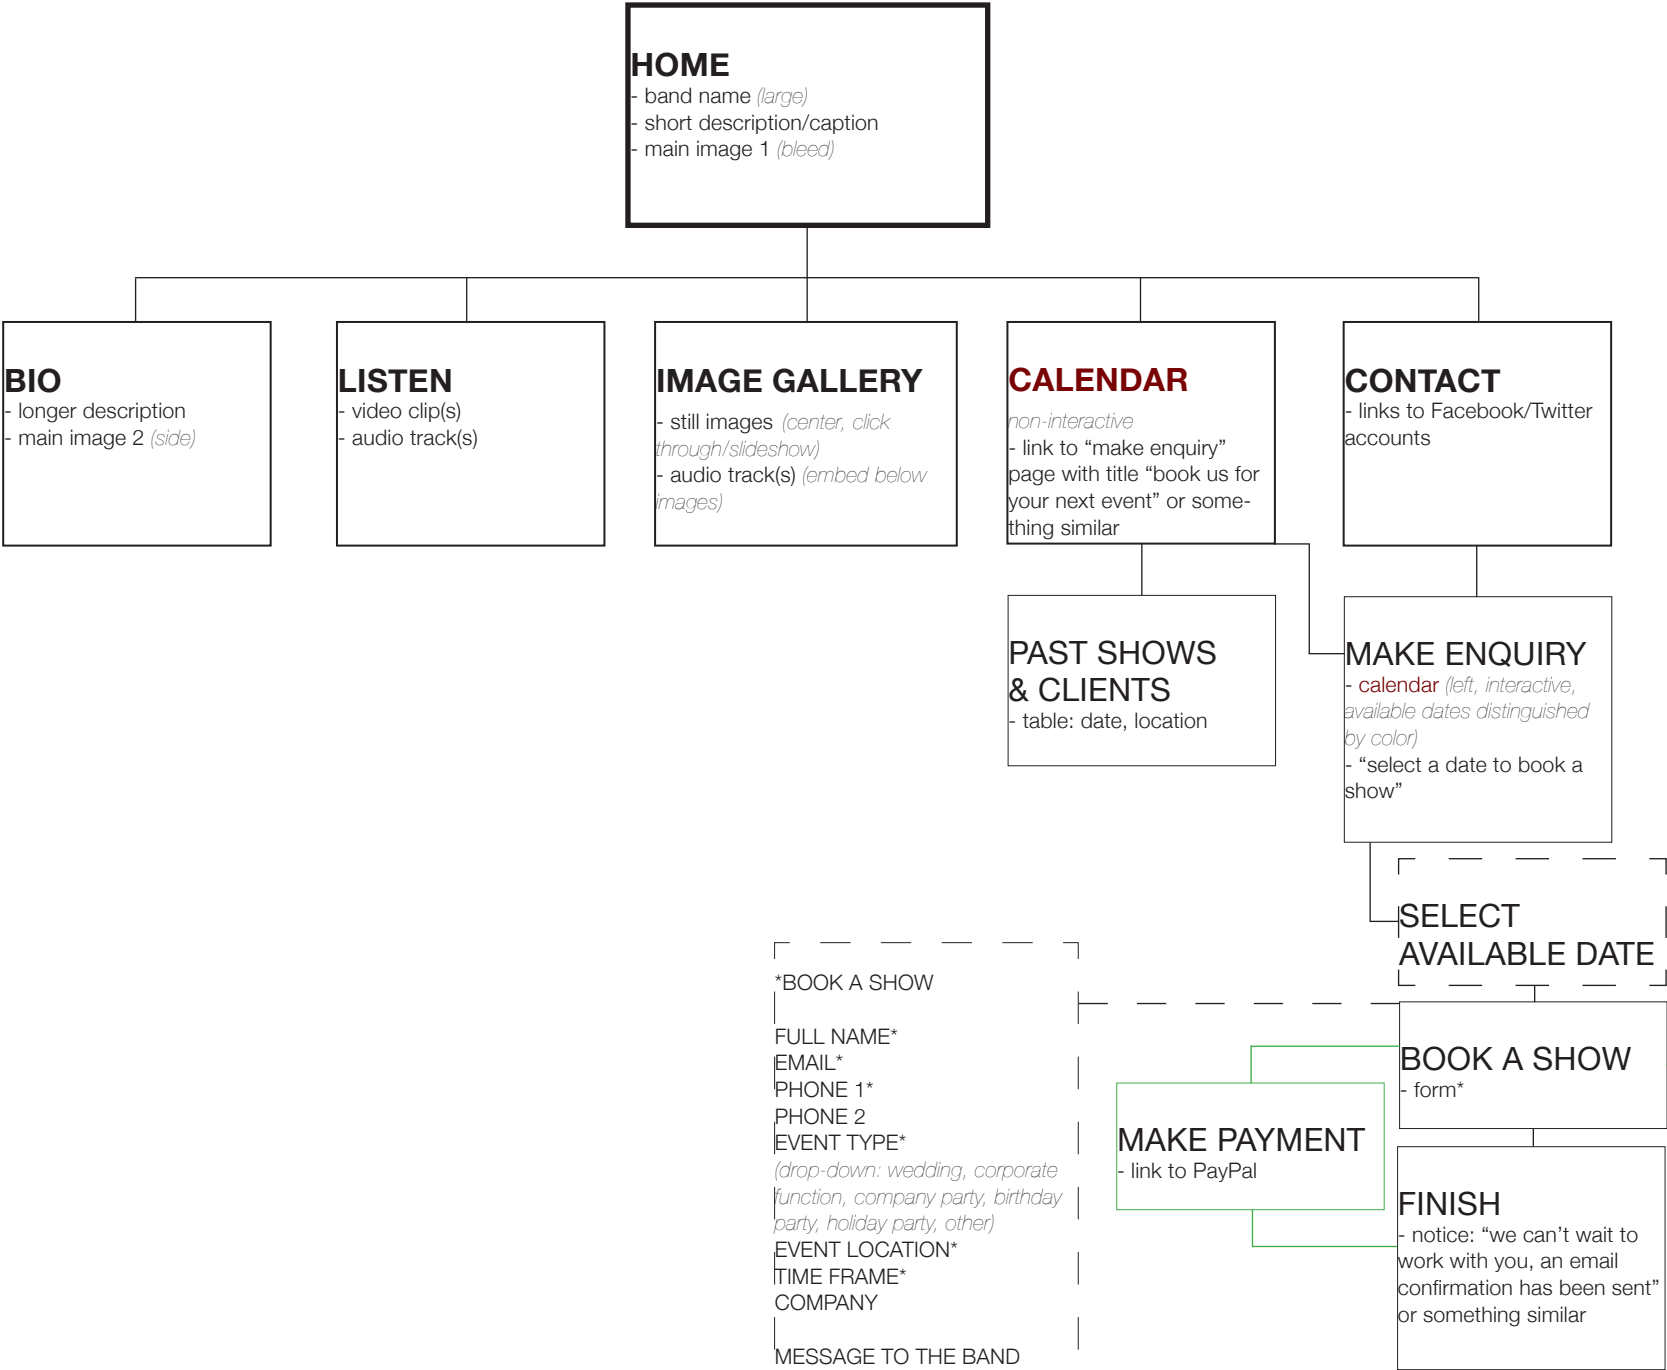 HOME
- band name (large)
- short description/caption
- main image 1 (bleed)
BIO
- longer description
- main image 2 (side)
LISTEN
- video clip(s)
- audio track(s)
IMAGE GALLERY
- still images (center, click
through/slideshow)
- audio track(s) (embed below
images)
CALENDAR
non-interactive
- link to “make enquiry”
page with title “book us for
your next event” or some-
thing similar
CONTACT
- links to Facebook/Twitter
accounts
PAST SHOWS
& CLIENTS
- table: date, location
MAKE ENQUIRY
- calendar (left, interactive,
available dates distinguished
by color)
- “select a date to book a
show”
SELECT
AVAILABLE DATE
*BOOK A SHOW
FULL NAME*
EMAIL*
PHONE 1*
PHONE 2
EVENT TYPE*
(drop-down: wedding, corporate
function, company party, birthday
party, holiday party, other)
EVENT LOCATION*
TIME FRAME*
COMPANY
MESSAGE TO THE BAND
BOOK A SHOW
- form*
MAKE PAYMENT
- link to PayPal
FINISH
- notice: “we can’t wait to
work with you, an email
confirmation has been sent”
or something similar